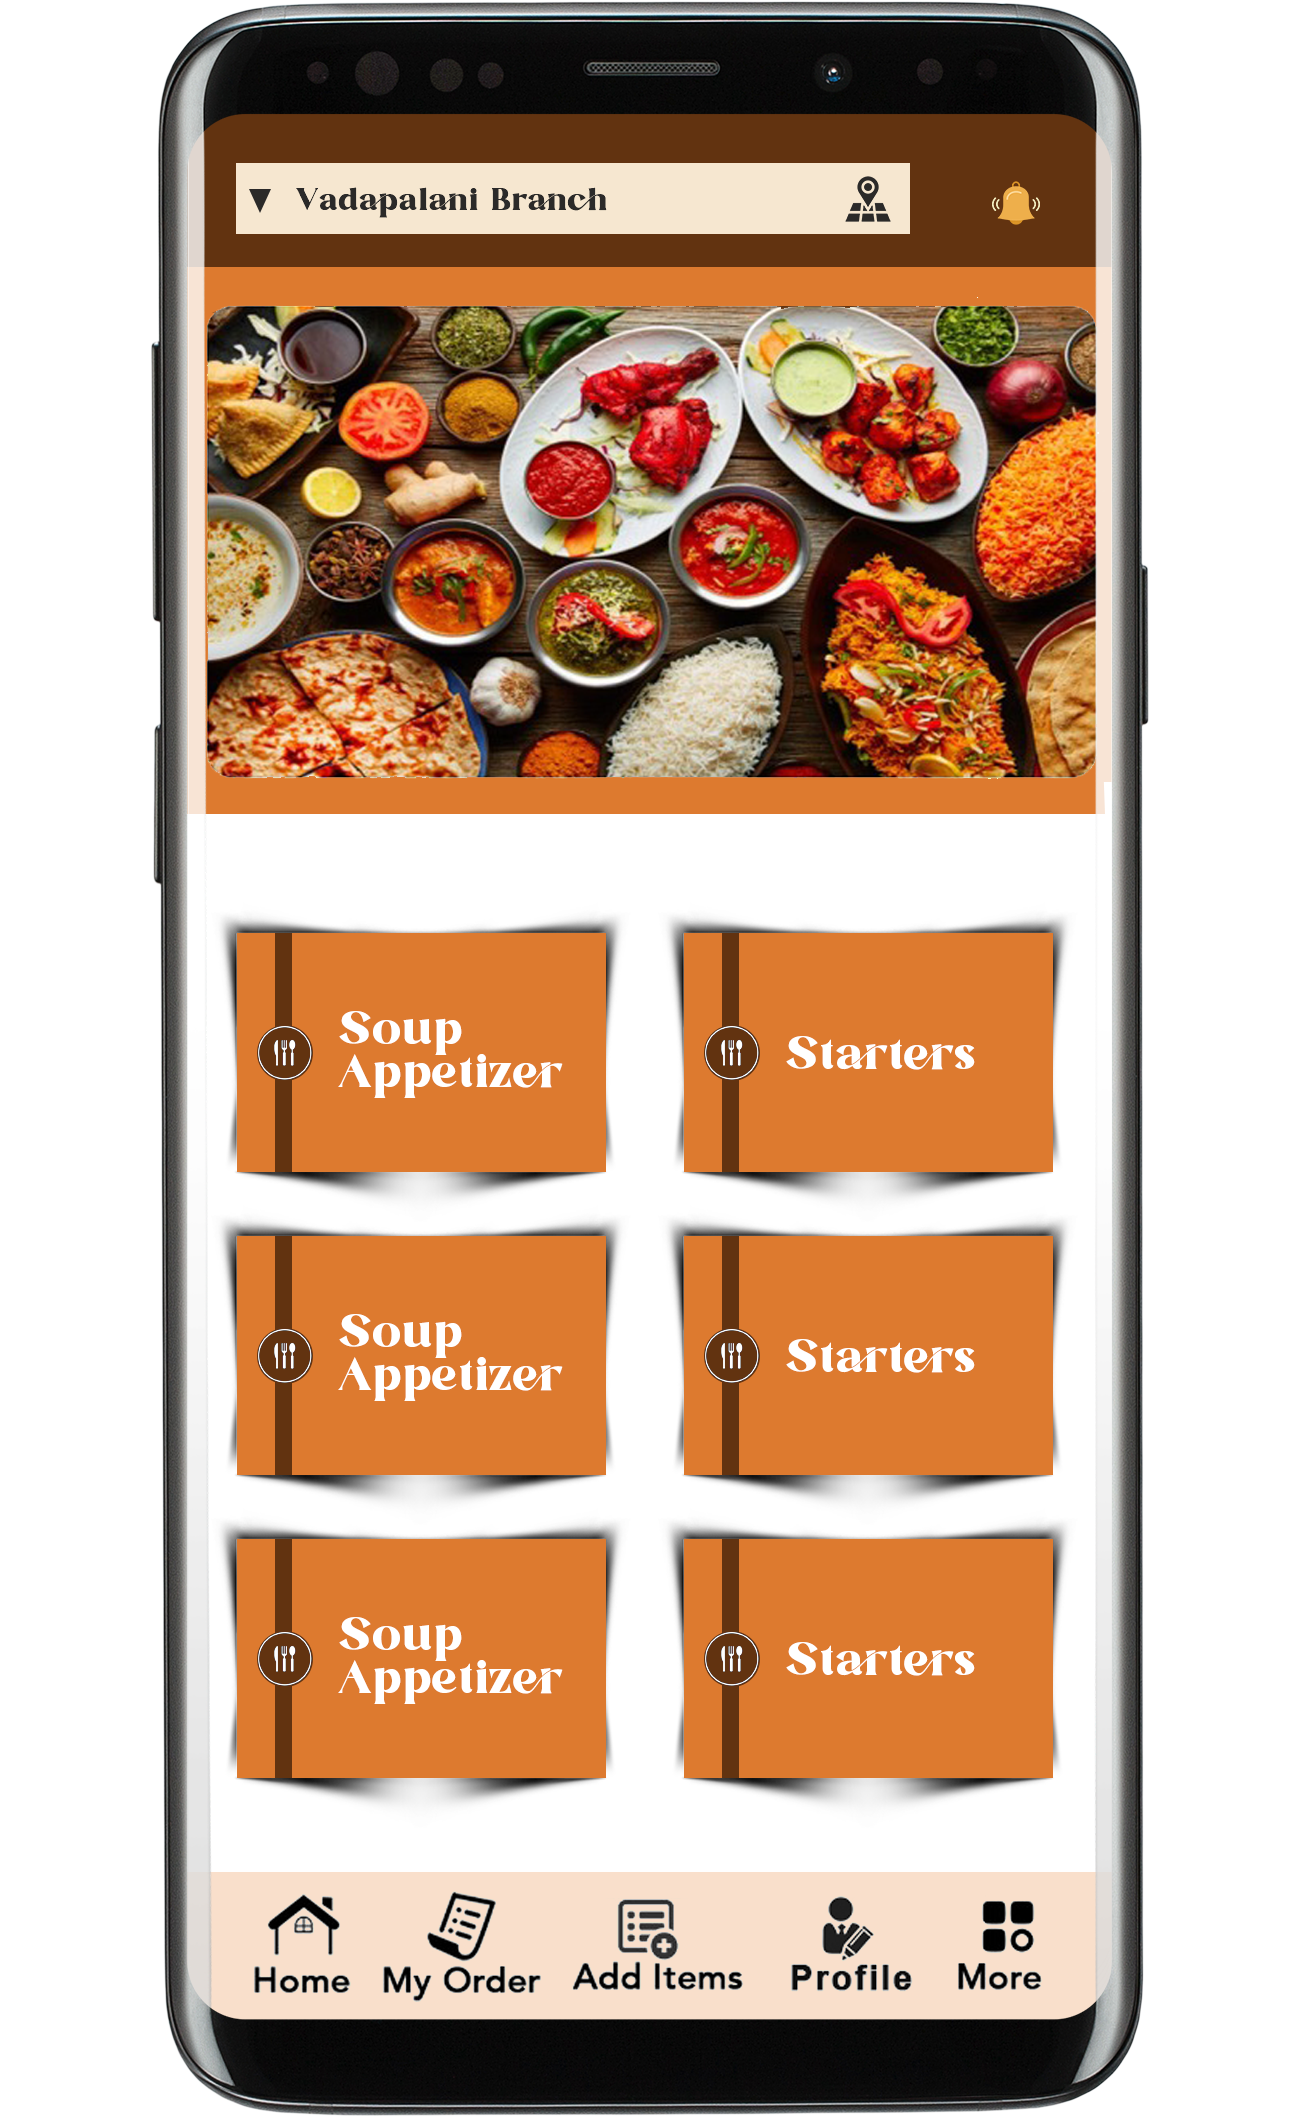 Vadapalani Branch
Soup
Appetizer
Starters
Soup
Appetizer
Starters
Soup
Appetizer
Starters
Home
My Order
Add Items
Profile
More